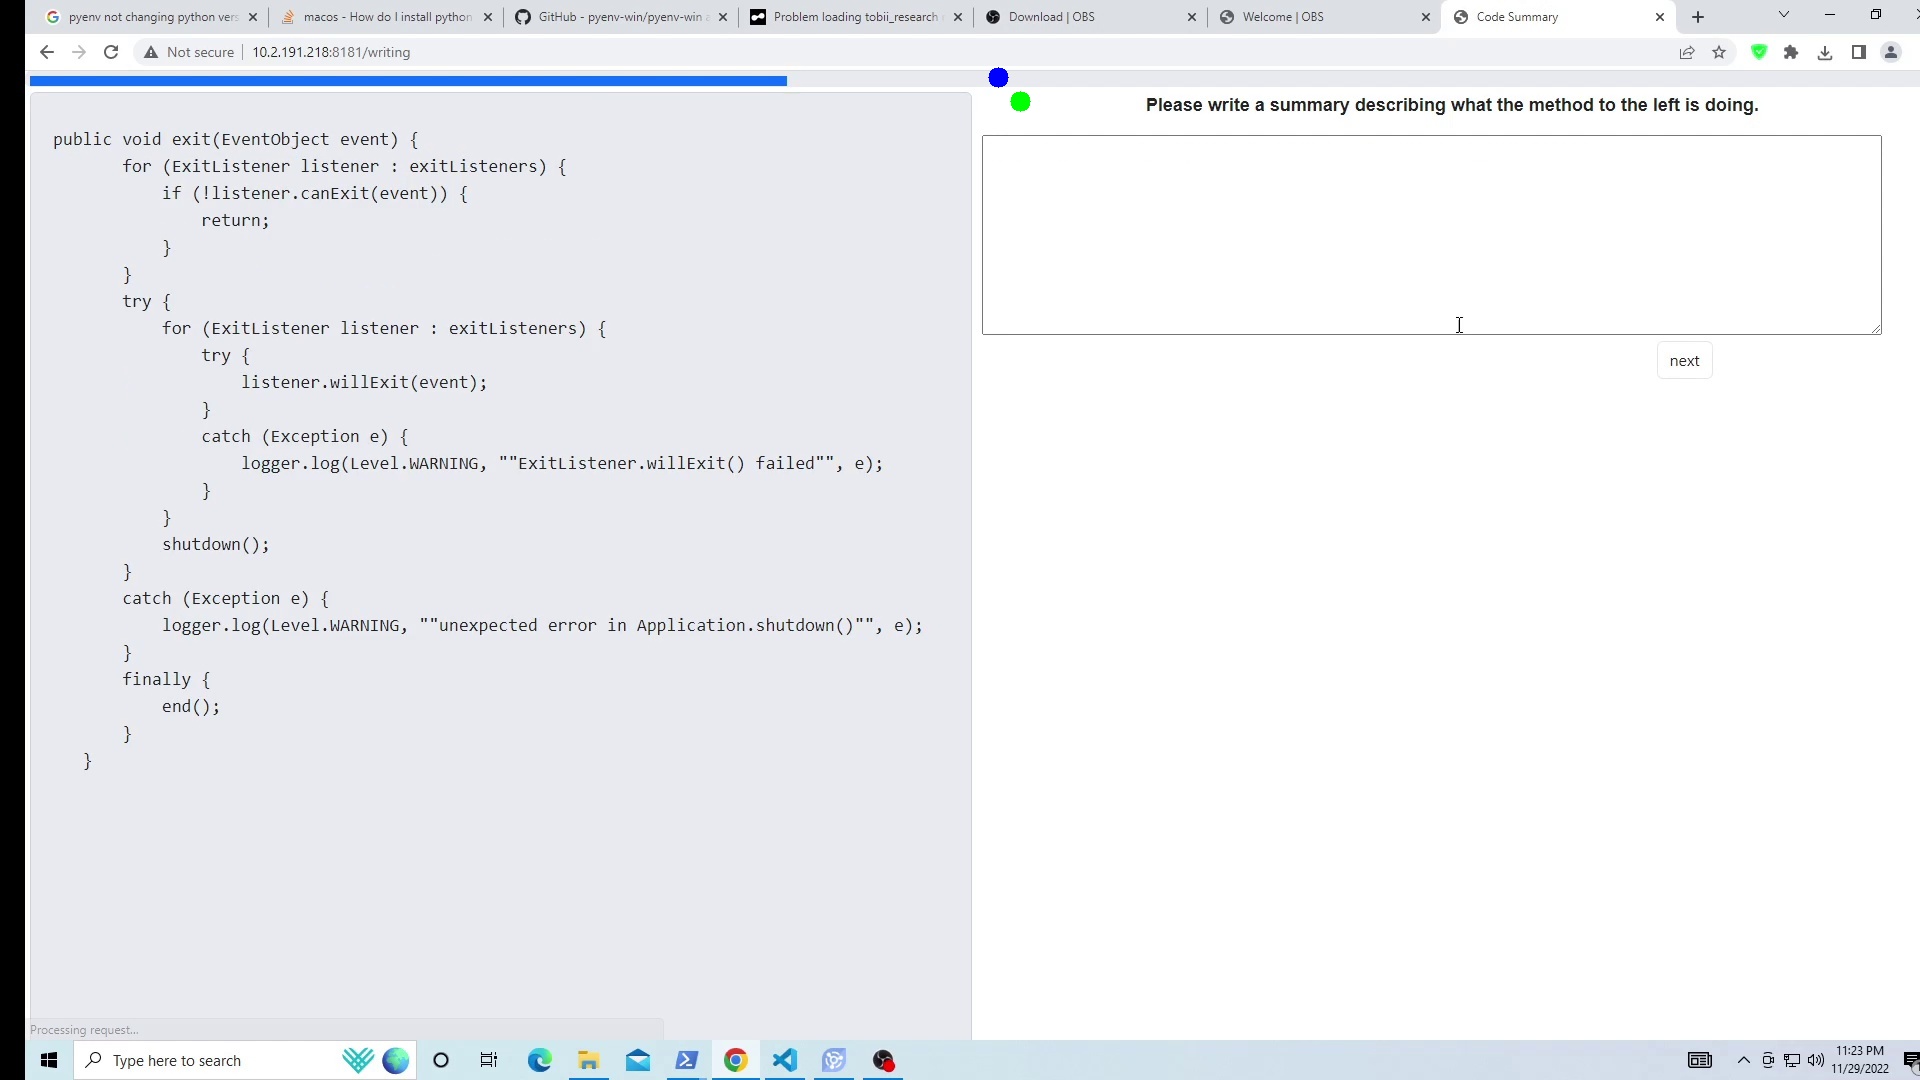 pyenv not changing python vers
macos - How do I install python
GitHub - pyenv-win/pyenv-win a
Problem loading tobii_research
Download | OBS
Welcome | OBS
Code Summary
Not secure
10.2.191.218:8181/writing
public void exit(EventObject event) {
for (ExitListener listener : exitListeners) {
if (!listener.canExit(event)) {
return;
}
}
try {
for (ExitListener listener : exitListeners) {
try {
listener.willExit(event);
}
catch (Exception e) {
logger.log(Level.WARNING, ""ExitListener.willExit() failed"", e);
}
}
shutdown();
}
catch (Exception e) {
logger.log(Level.WARNING, ""unexpected error in Application.shutdown()"", e);
}
finally {
end();
}
}
Please write a summary describing what the method to the left is doing.
next
Processing request...
Type here to search
11:23 PM
11/29/2022